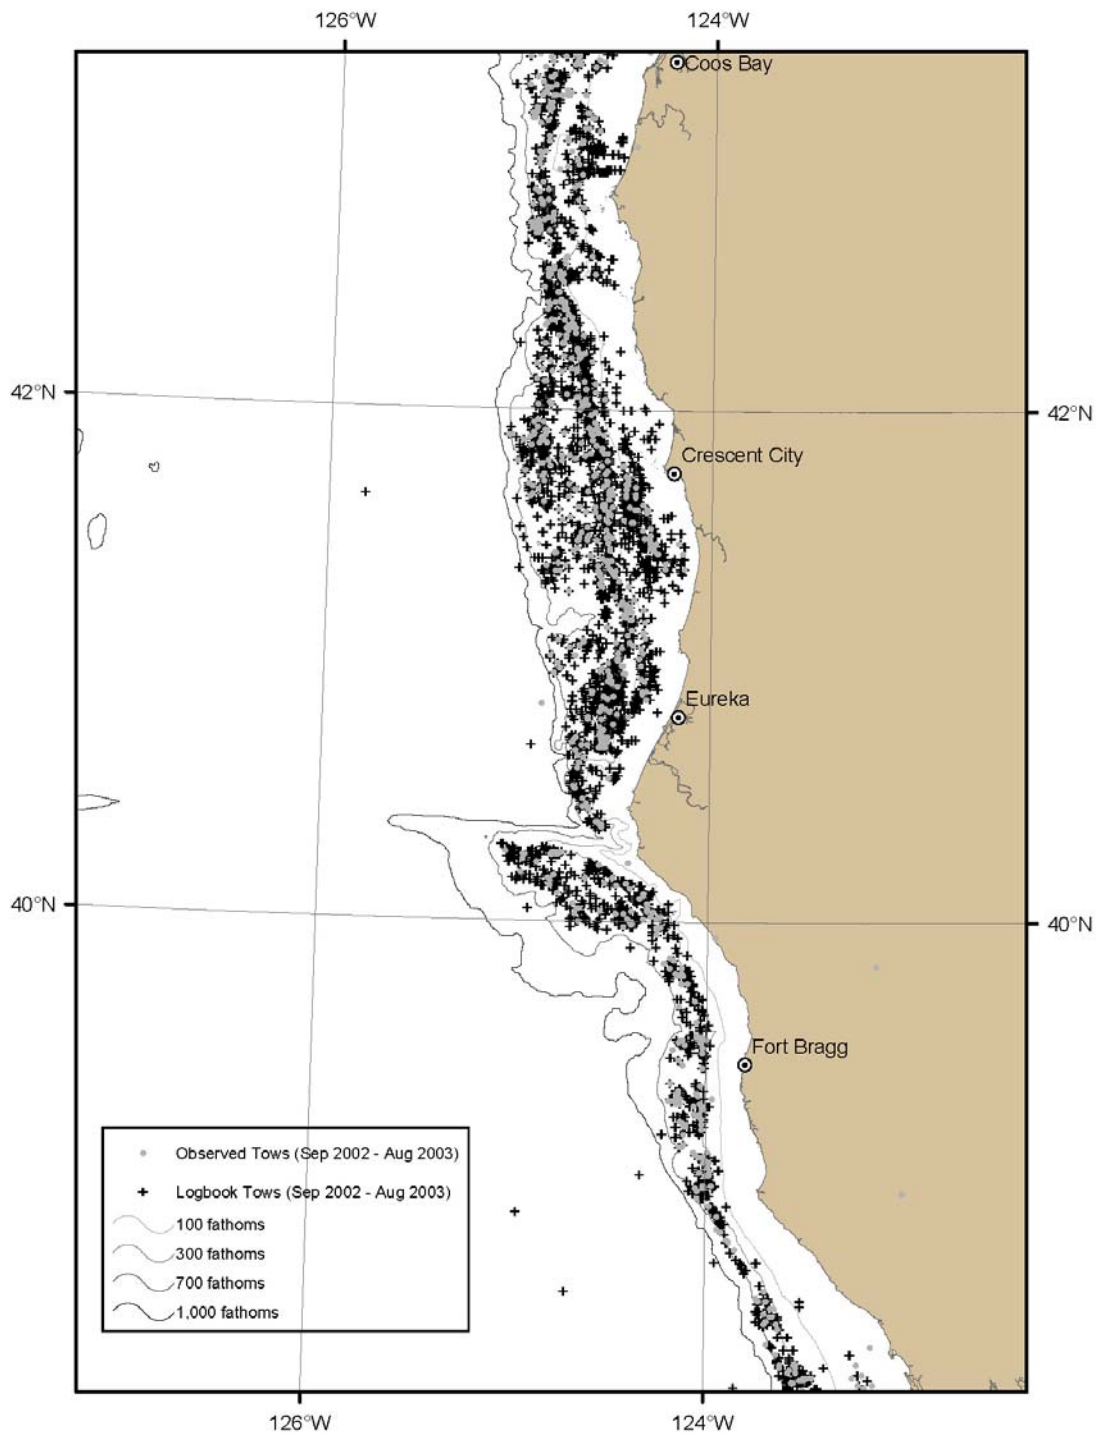 126°W 124°W
Coos Bay
42°N 42°N
Crescent City
Eureka
40°N 40°N
Fort Bragg
Observed Tows (Sep 2002 - Aug 2003)
Logbook Tows (Sep 2002 - Aug 2003)
100 fathoms
300 fathoms
700 fathoms
1,000 fathoms
126°W 124°W